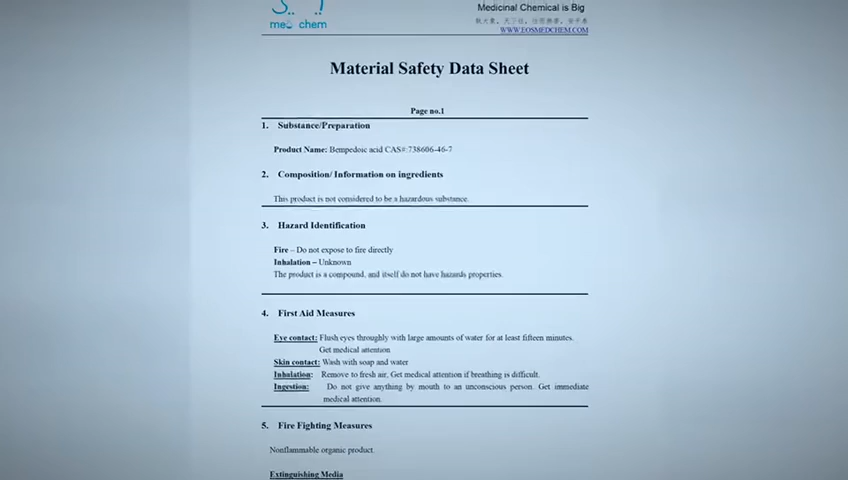 med chem
Medicinal Chemical is Big
WWW.EOSMEDCHEM.COM
Material Safety Data Sheet
Page no.1
1. Substance/Preparation
Product Name: Bempedoic acid CAS#:738606-46-7
2. Composition/ Information on ingredients
This product is not considered to be a hazardous substance.
3. Hazard Identification
Fire – Do not expose to fire directly
Inhalation – Unknown
The product is a compound, and itself do not have hazards properties.
4. First Aid Measures
Eye contact: Flush eyes throughly with large amounts of water for at least fifteen minutes.
Get medical attention
Skin contact: Wash with soap and water
Inhalation: Remove to fresh air, Get medical attention if breathing is difficult.
Ingestion: Do not give anything by mouth to an unconscious person. Get immediate
medical attention.
5. Fire Fighting Measures
Nonflammable organic product.
Extinguishing Media